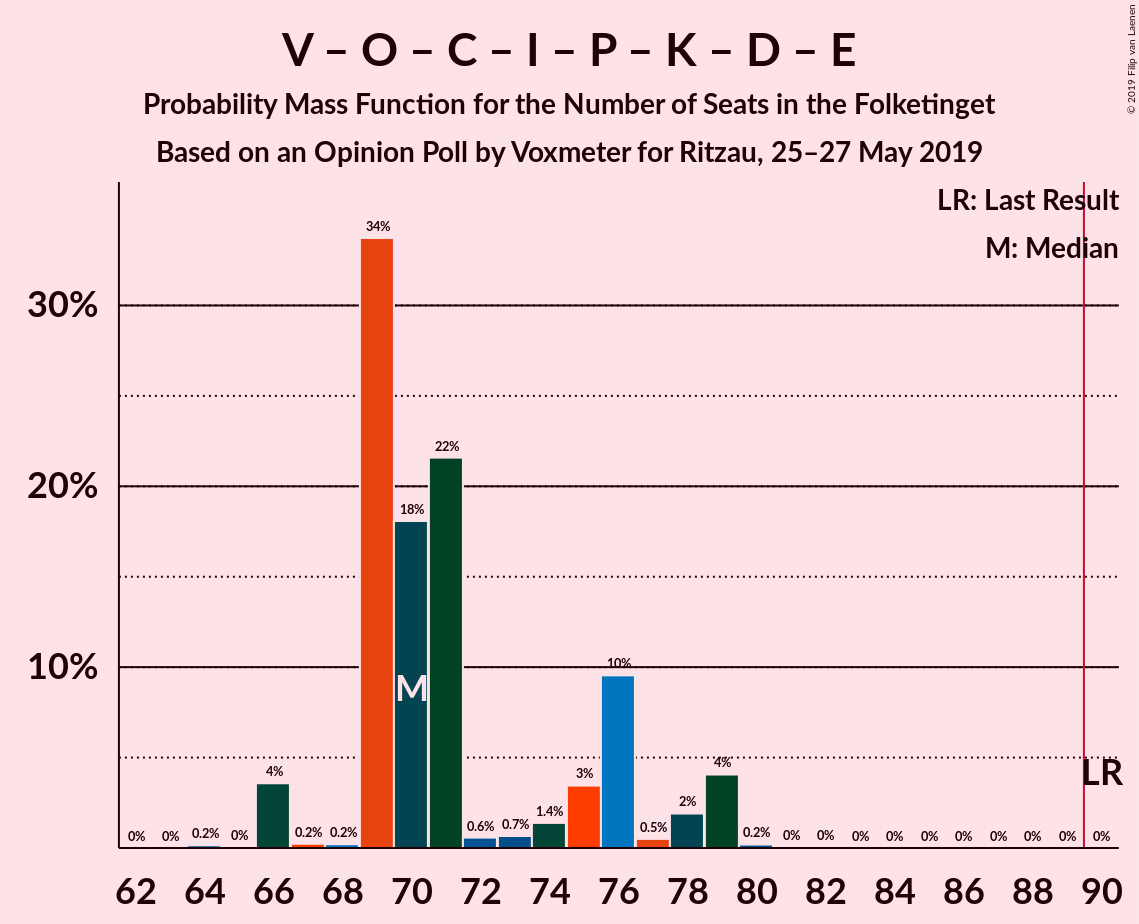 V – O – C – I – P – K – D – E
Probability Mass Function for the Number of Seats in the Folketinget
Based on an Opinion Poll by Voxmeter for Ritzau, 25–27 May 2019
© 2019 Filip van Laenen
LR: Last Result
M: Median
30%
20%
10%
0% 0% 0.2% 0% 4% 0.2% 0.2% 34% 18% 22% 0.6% 0.7% 1.4% 3% 10% 0.5% 2% 4% 0.2% 0% 0% 0% 0% 0% 0% 0% 0% 0% 0%
M
LR
62 64 66 68 70 72 74 76 78 80 82 84 86 88 90